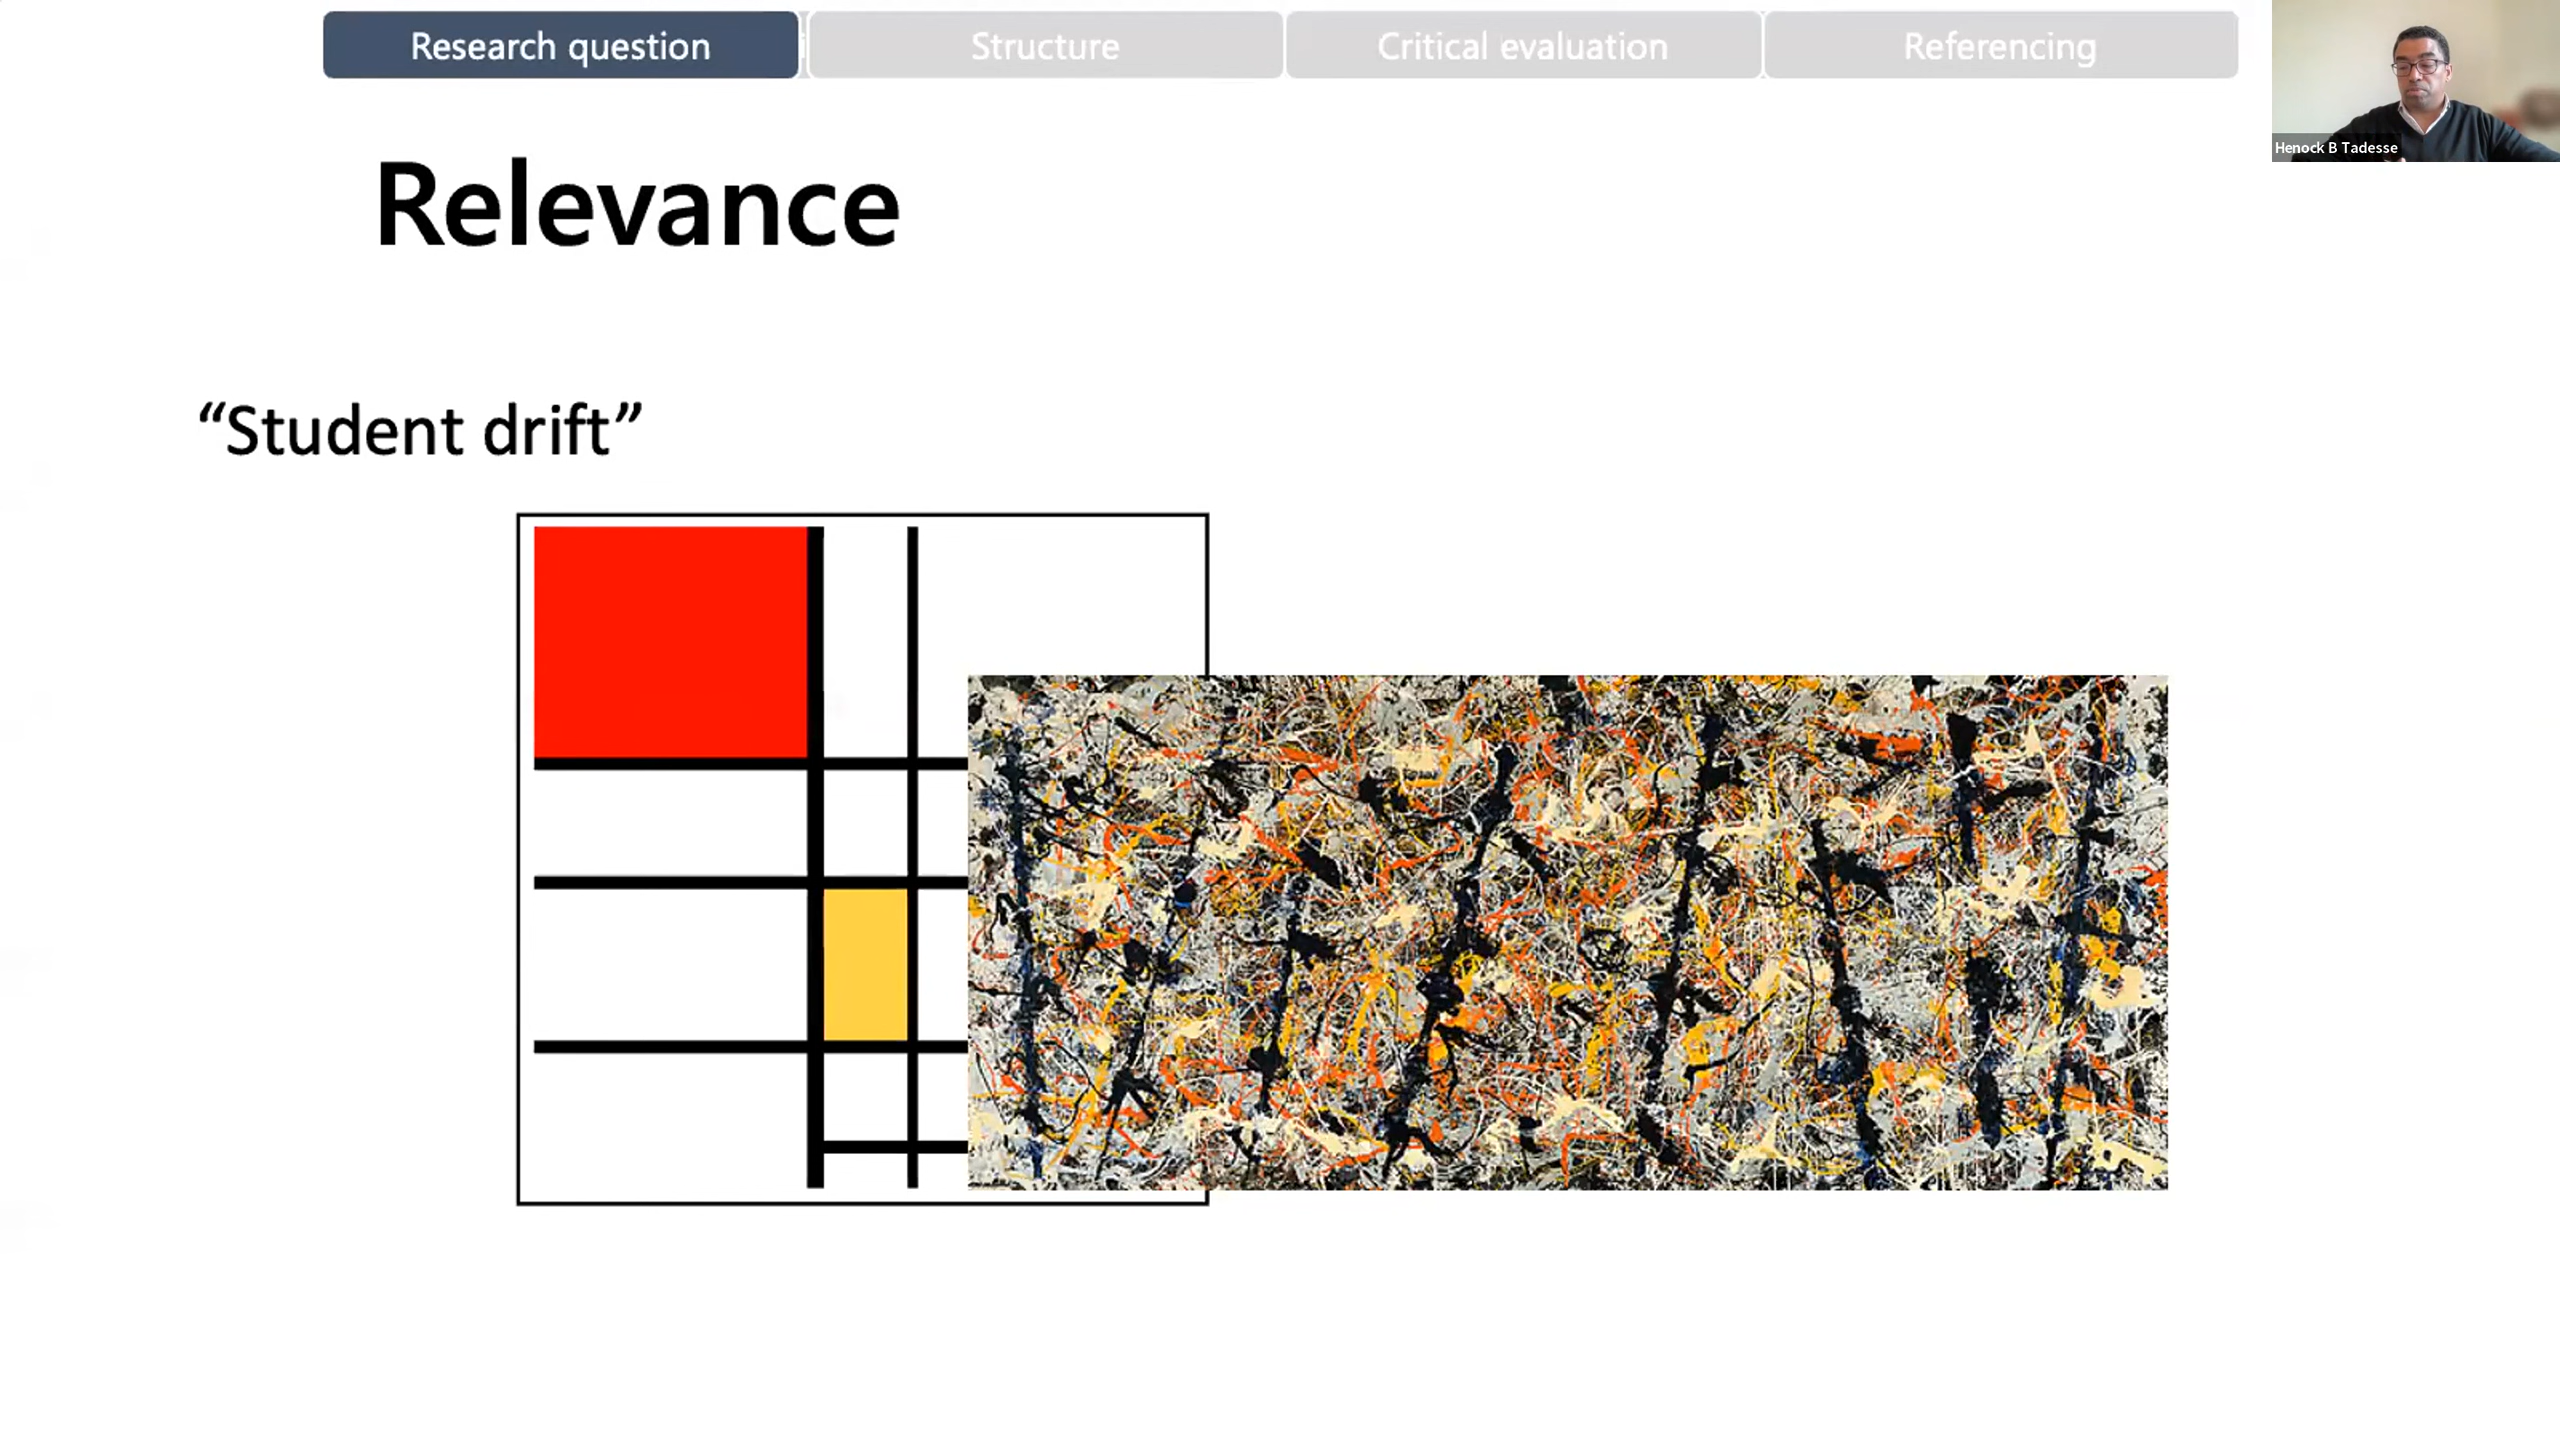 Research question
Structure
Critical evaluation
Referencing
Henock B Tadesse
Relevance
“Student drift”